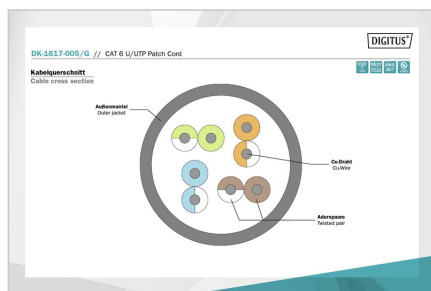 DIGITUS®
DK-1617-005/G // CAT 6 U/UTP Patch Cord
Kabelquerschnitt
Cable cross section
Außenmantel
Outer jacket
Cu-Draht
Cu-Wire
Adernpaare
Twisted pair